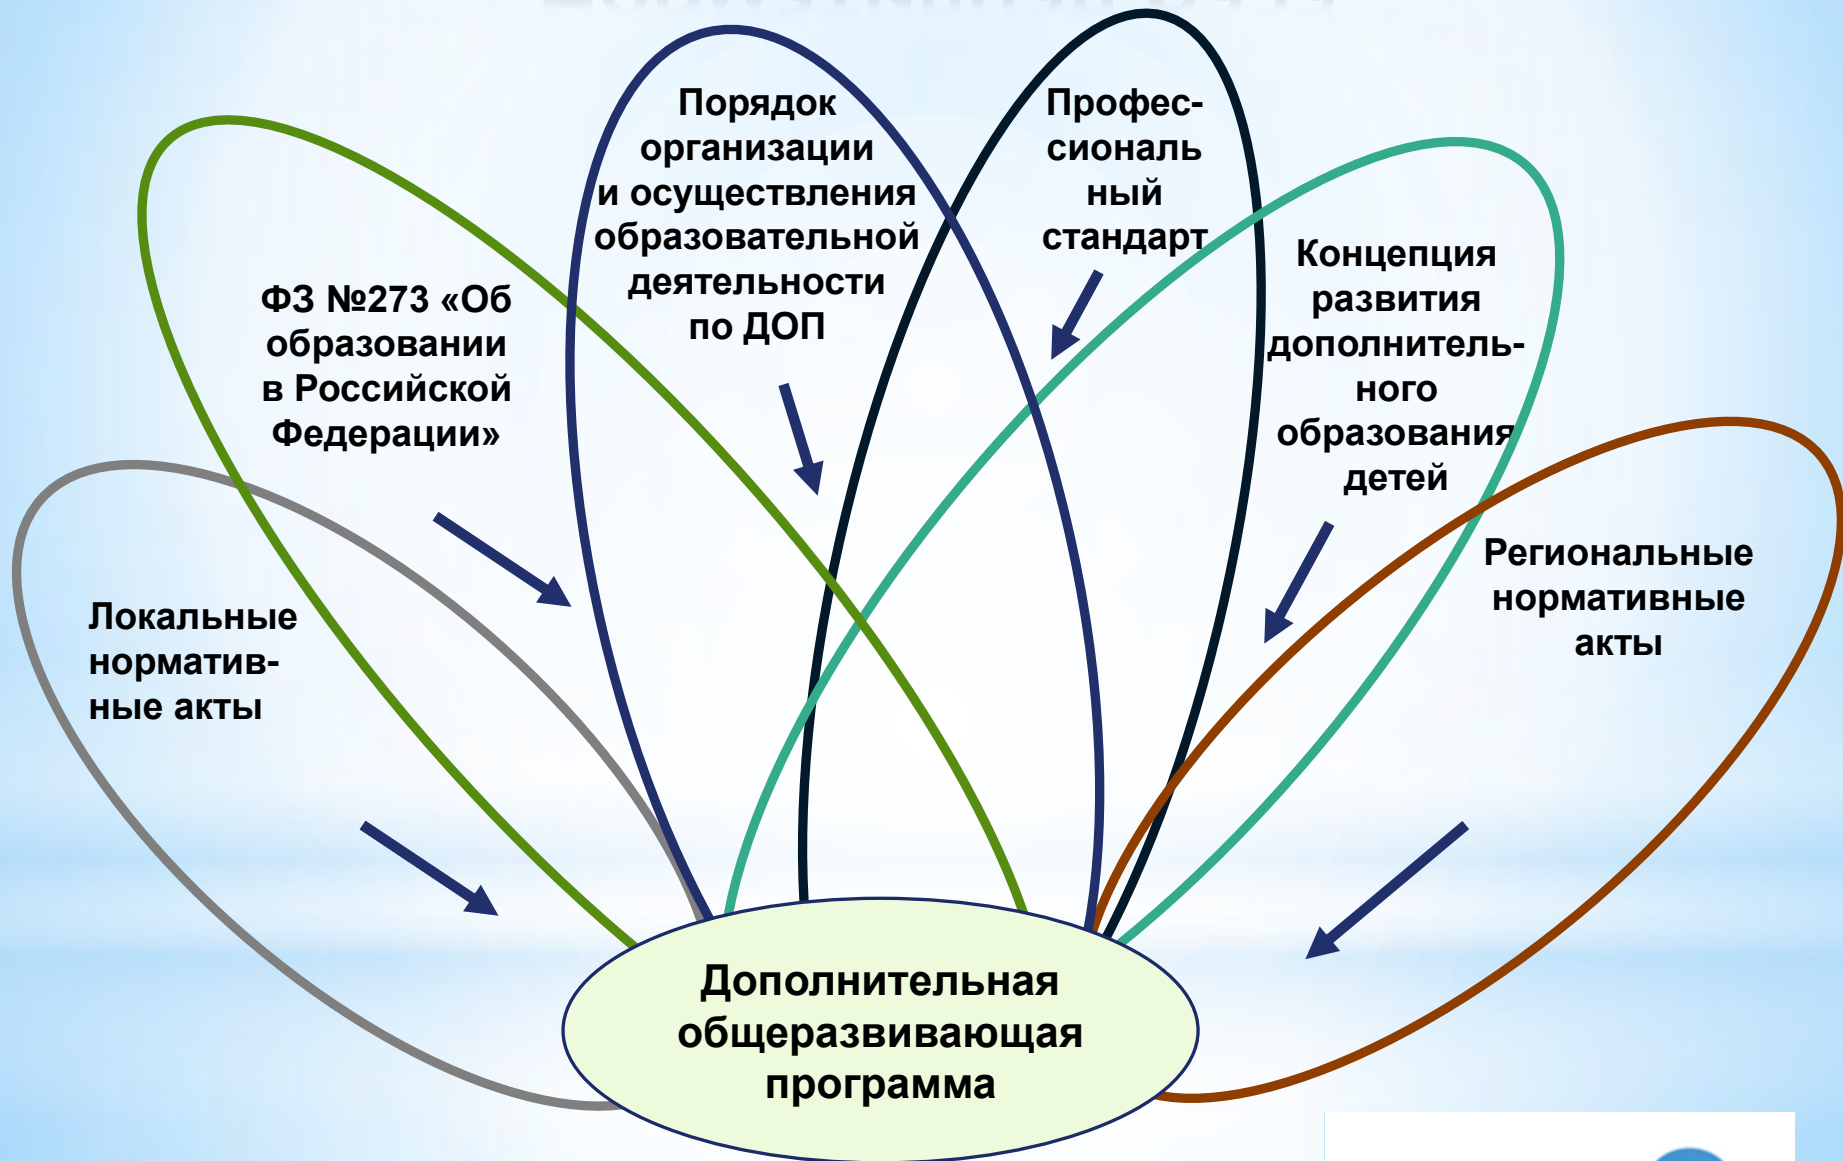 Порядок
организации
и осуществления
образовательной
деятельности
по ДОП
Профес-
сиональ
ный
стандарт
ФЗ №273 «Об
образовании
в Российской
Федерации»
Концепция
развития
дополнитель-
ного
образования
детей
Локальные
норматив-
ные акты
Региональные
нормативные
акты
Дополнительная
общеразвивающая
программа